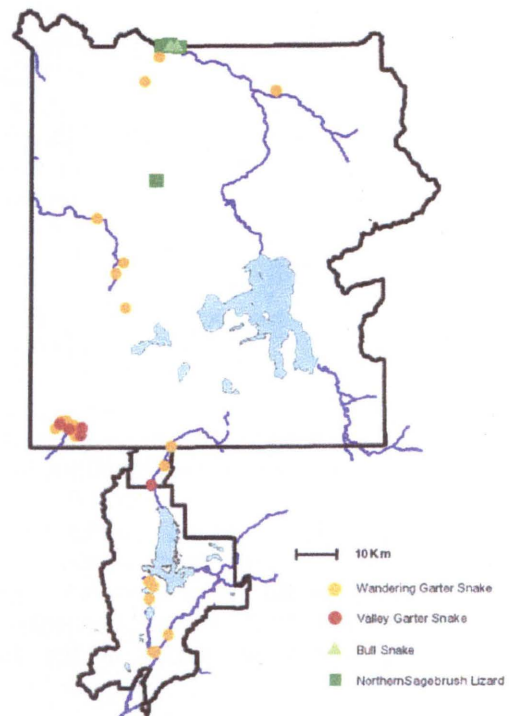 10 Km
Wandering Garter Snake
Valley Garter Snake
Bull Snake
NorthernSagebrush Lizard